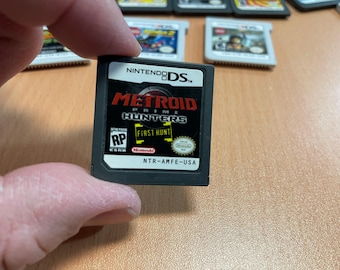 NINTENDO DS
METROID
PRIME
HUNTERS
FIRST HUNT
RP
Nintendo
NTR-AMFE-USA